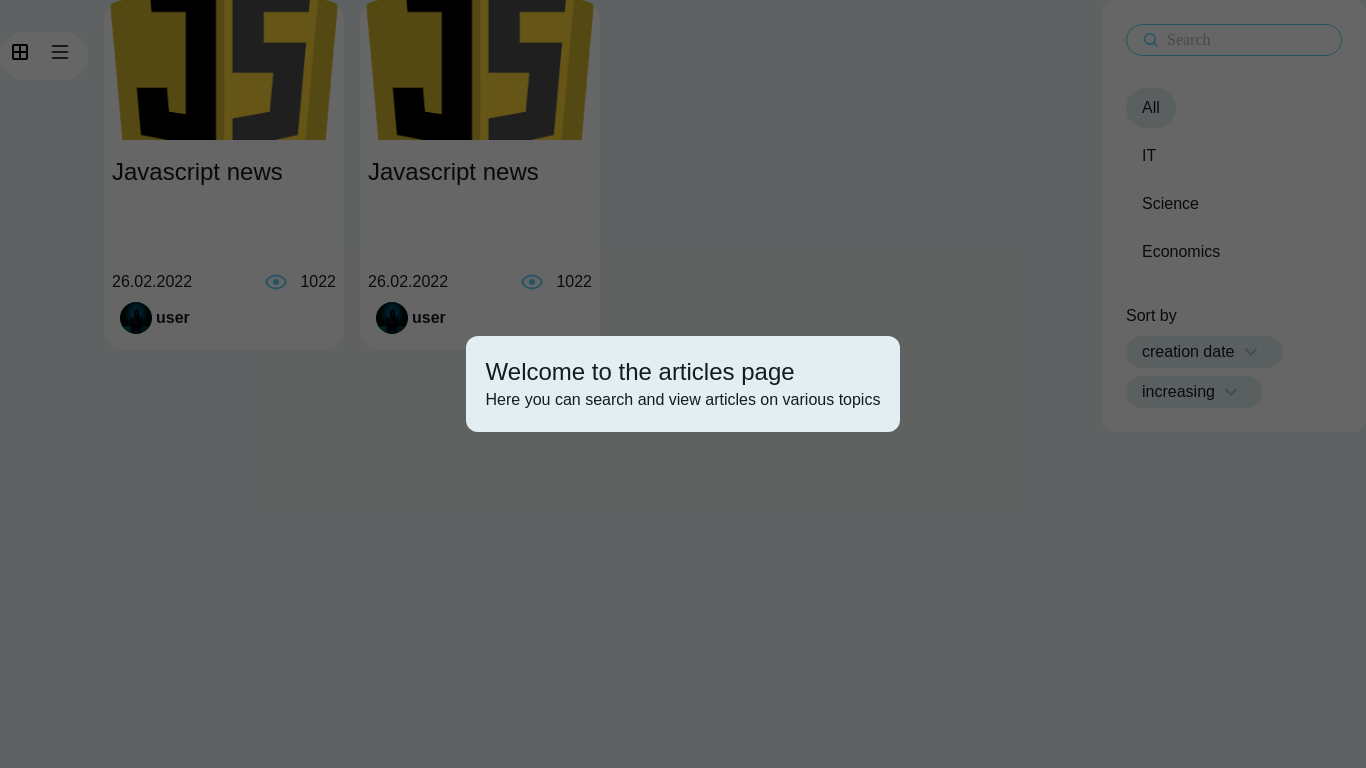 JS
JS
Javascript news
Javascript news
26.02.2022
1022
26.02.2022
1022
user
user
Welcome to the articles page
Here you can search and view articles on various topics
Search
All
IT
Science
Economics
Sort by
creation date
increasing